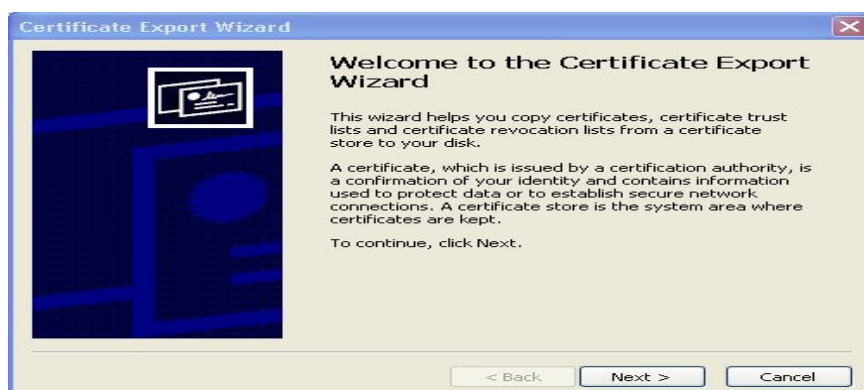 Certificate Export Wizard
Welcome to the Certificate Export
Wizard
This wizard helps you copy certificates, certificate trust
lists and certificate revocation lists from a certificate
store to your disk.
A certificate, which is issued by a certification authority, is
a confirmation of your identity and contains information
used to protect data or to establish secure network
connections. A certificate store is the system area where
certificates are kept.
To continue, click Next.
< Back Next > Cancel